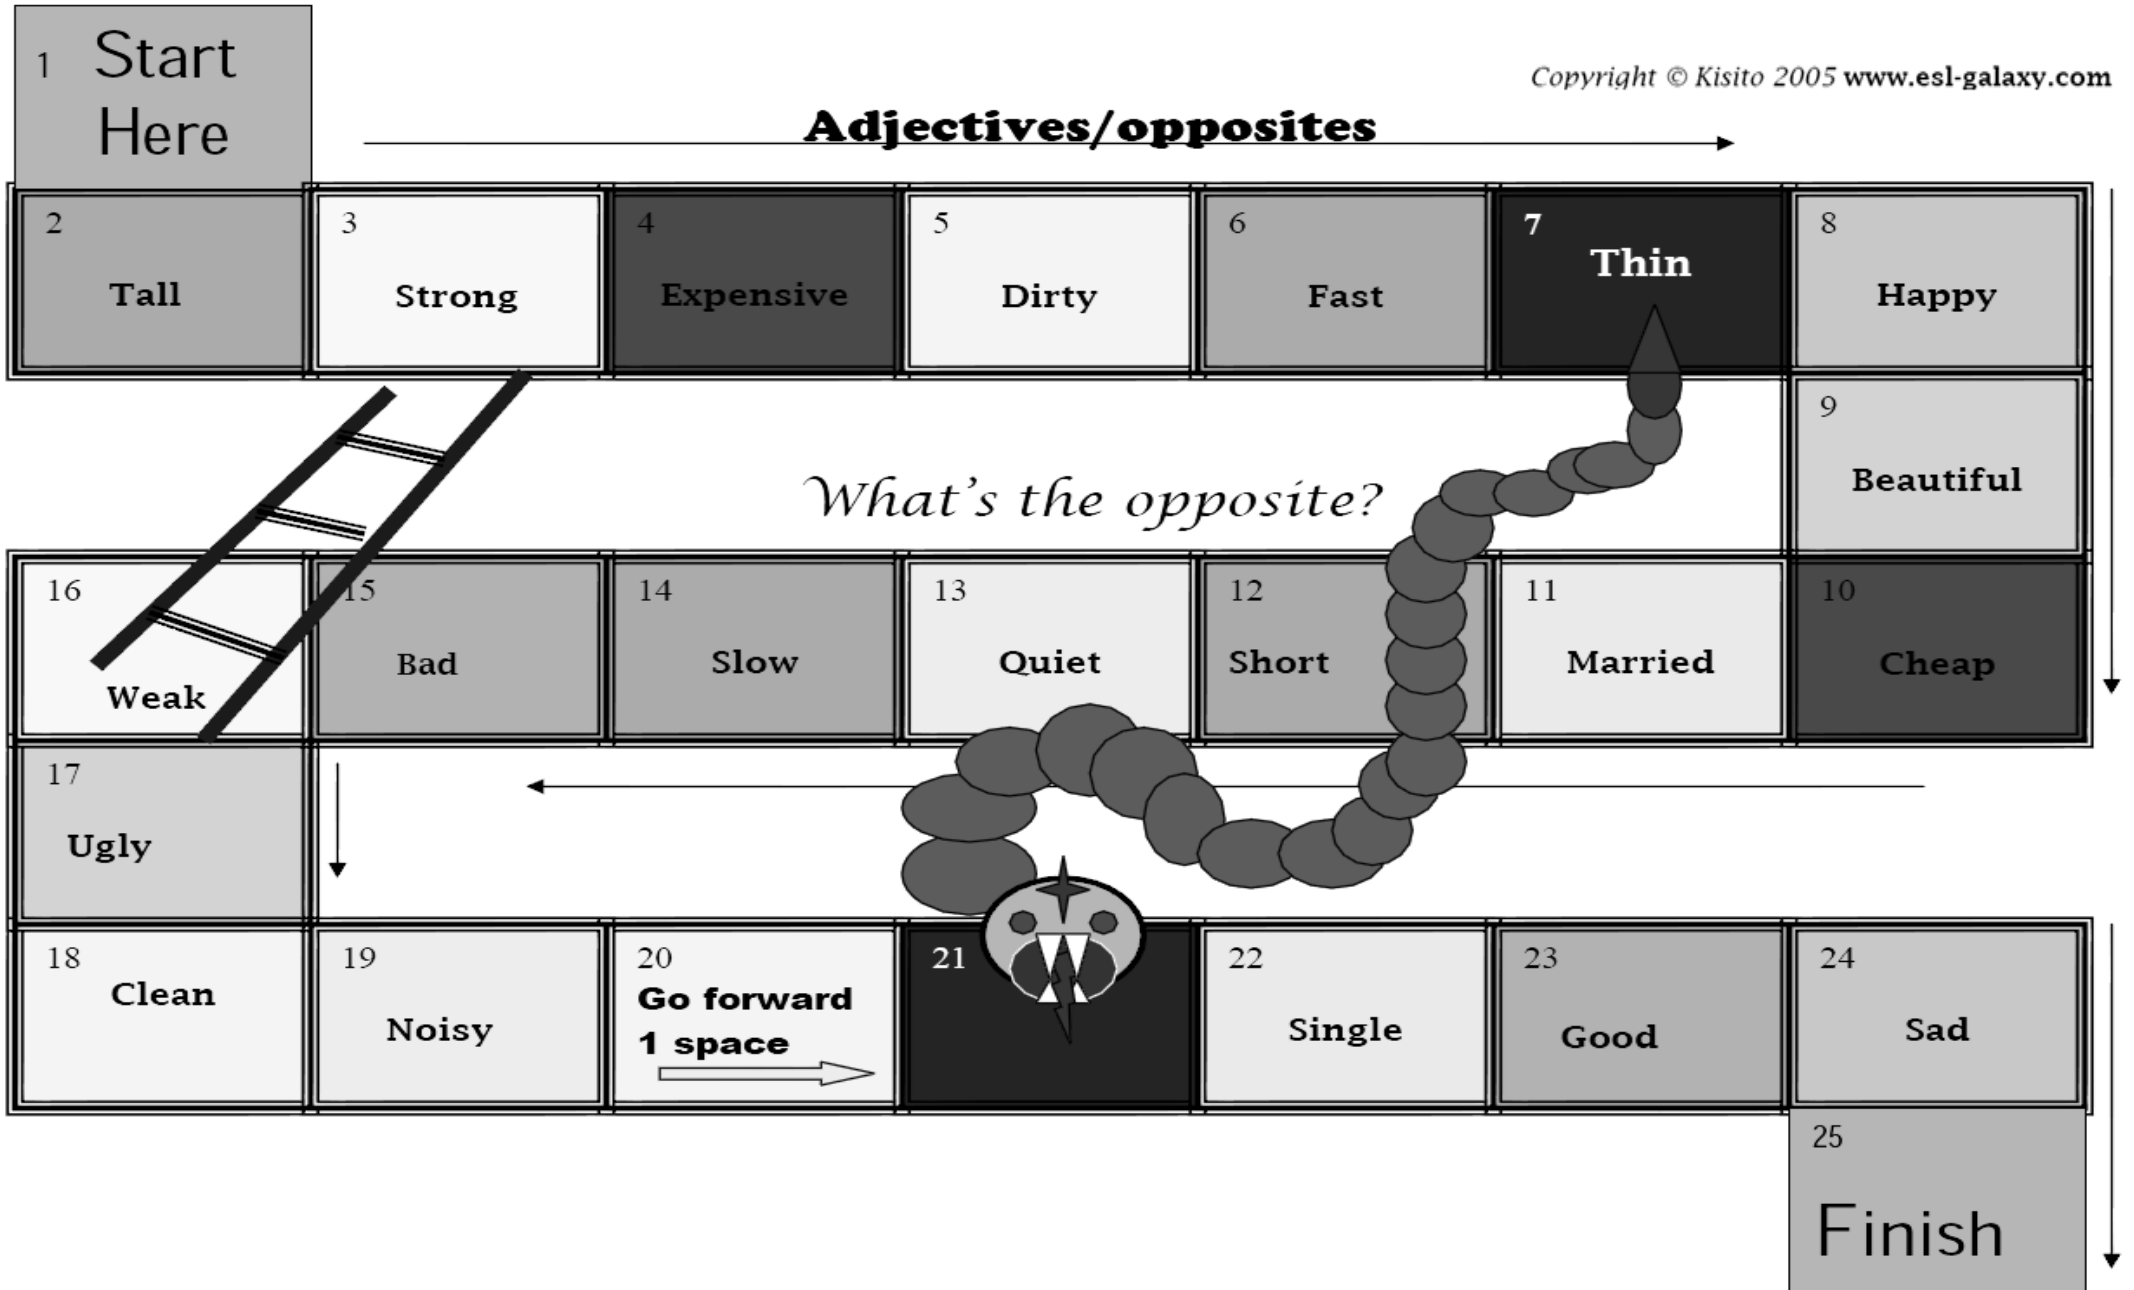 1 Start
Here
Copyright © Kisito 2005 www.esl-galaxy.com
Adjectives/opposites
2
Tall
3
Strong
4
Expensive
5
Dirty
6
Fast
7
Thin
8
Happy
9
Beautiful
What's the opposite?
10
Cheap
11
Married
12
Short
13
Quiet
14
Slow
15
Bad
16
Weak
17
Ugly
18
Clean
19
Noisy
20
Go forward
1 space
21
22
Single
23
Good
24
Sad
25
Finish